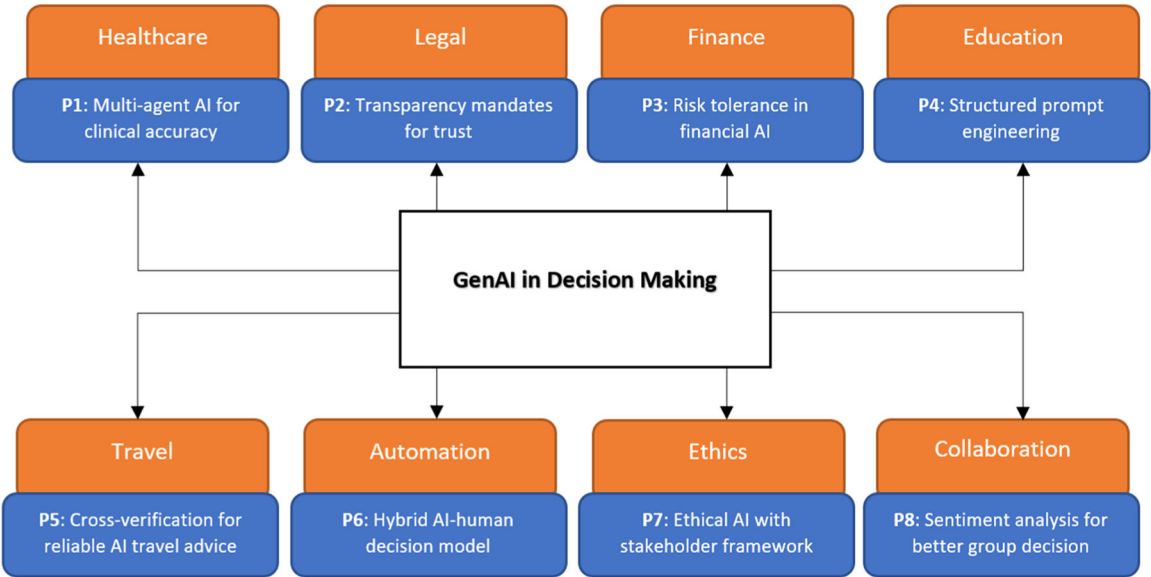 Healthcare
P1: Multi-agent AI for
clinical accuracy
Legal
P2: Transparency mandates
for trust
Finance
P3: Risk tolerance in
financial AI
Education
P4: Structured prompt
engineering
GenAI in Decision Making
Travel
P5: Cross-verification for
reliable AI travel advice
Automation
P6: Hybrid AI-human
decision model
Ethics
P7: Ethical AI with
stakeholder framework
Collaboration
P8: Sentiment analysis for
better group decision